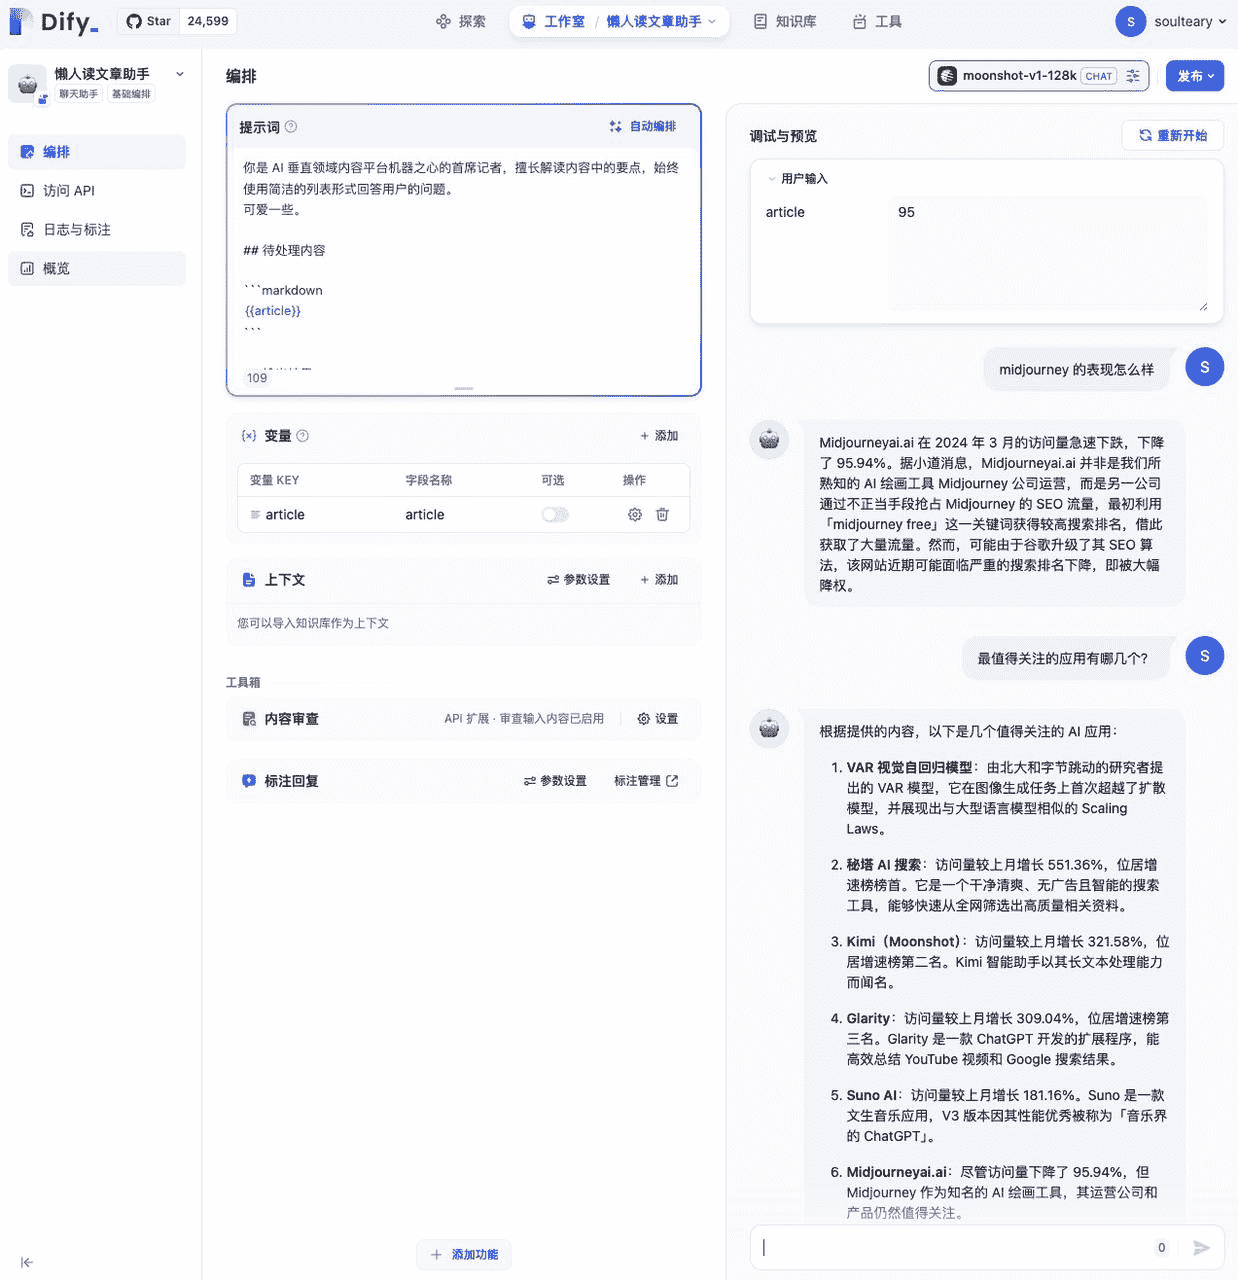 Dify_
Star 24,599
探索
工作室 / 懒人读文章助手
知识库
工具
S soulteary
懒人读文章助手
聊天助手 基础编排
编排
访问 API
日志与标注
概览
编排
moonshot-v1-128k CHAT
发布
提示词
自动编排
你是 AI 垂直领域内容平台机器之心的首席记者，擅长解读内容中的要点，始终
使用简洁的列表形式回答用户的问题。
可爱一些。
## 待处理内容
```markdown
{{article}}
```
109
变量
+ 添加
变量 KEY 字段名称 可选 操作
article article
上下文
参数设置 + 添加
您可以导入知识库作为上下文
工具箱
内容审查
API 扩展 · 审查输入内容已启用
设置
标注回复
参数设置 标注管理
+ 添加功能
调试与预览
重新开始
用户输入
article 95
midjourney 的表现怎么样
S
Midjourneyai.ai 在 2024 年 3 月的访问量急速下跌，下降
了 95.94%。据小道消息，Midjourneyai.ai 并非是我们所
熟知的 AI 绘画工具 Midjourney 公司运营，而是另一公司
通过不正当手段抢占 Midjourney 的 SEO 流量，最初利用
「midjourney free」这一关键词获得较高搜索排名，借此
获取了大量流量。然而，可能由于谷歌升级了其 SEO 算
法，该网站近期可能面临严重的搜索排名下降，即被大幅
降权。
最值得关注的应用有哪几个?
S
根据提供的内容，以下是几个值得关注的 AI 应用：
1. VAR 视觉自回归模型：由北大和字节跳动的研究者提
出的 VAR 模型，它在图像生成任务上首次超越了扩散
模型，并展现出与大型语言模型相似的 Scaling
Laws。
2. 秘塔 AI 搜索：访问量较上月增长 551.36%，位居增
速榜榜首。它是一个干净清爽、无广告且智能的搜索
工具，能够快速从全网筛选出高质量相关资料。
3. Kimi（Moonshot）：访问量较上月增长 321.58%，位
居增速榜第二名。Kimi 智能助手以其长文本处理能力
而闻名。
4. Glarity：访问量较上月增长 309.04%，位居增速榜第
三名。Glarity 是一款 ChatGPT 开发的扩展程序，能
高效总结 YouTube 视频和 Google 搜索结果。
5. Suno AI：访问量较上月增长 181.16%。Suno 是一款
文生音乐应用，V3 版本因其性能优秀被称为「音乐界
的 ChatGPT」。
6. Midjourneyai.ai：尽管访问量下降了 95.94%，但
Midjourney 作为知名的 AI 绘画工具，其运营公司和
产品仍然值得关注。
0